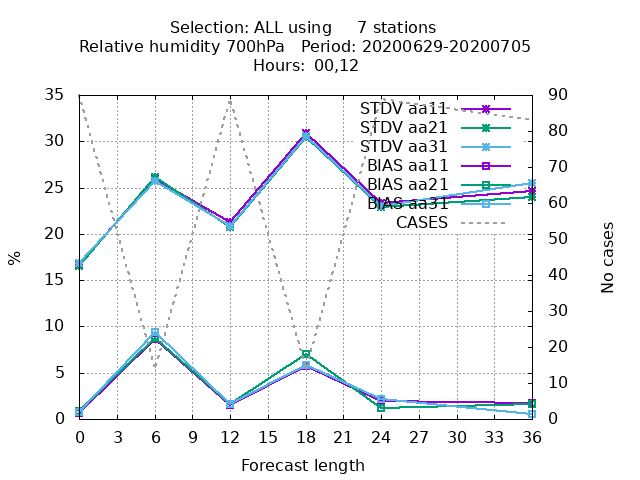 Selection: ALL using     7 stations
Relative humidity 700hPa   Period: 20200629-20200705
Hours: 00,12
35
30
25
20
15
10
5
0
%
90
80
70
60
50
40
30
20
10
0
No cases
STDV aa11
STDV aa21
STDV aa31
BIAS aa11
BIAS aa21
BIAS aa31
CASES
0 3 6 9 12 15 18 21 24 27 30 33 36
Forecast length